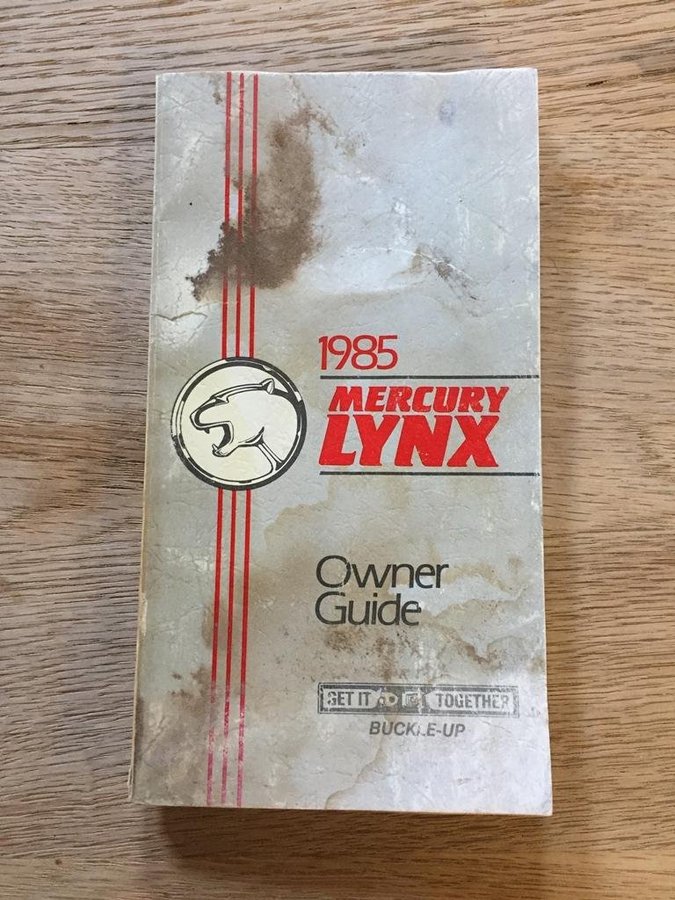 1985
MERCURY
LYNX
Owner
Guide
GET IT TOGETHER
BUCKLE-UP